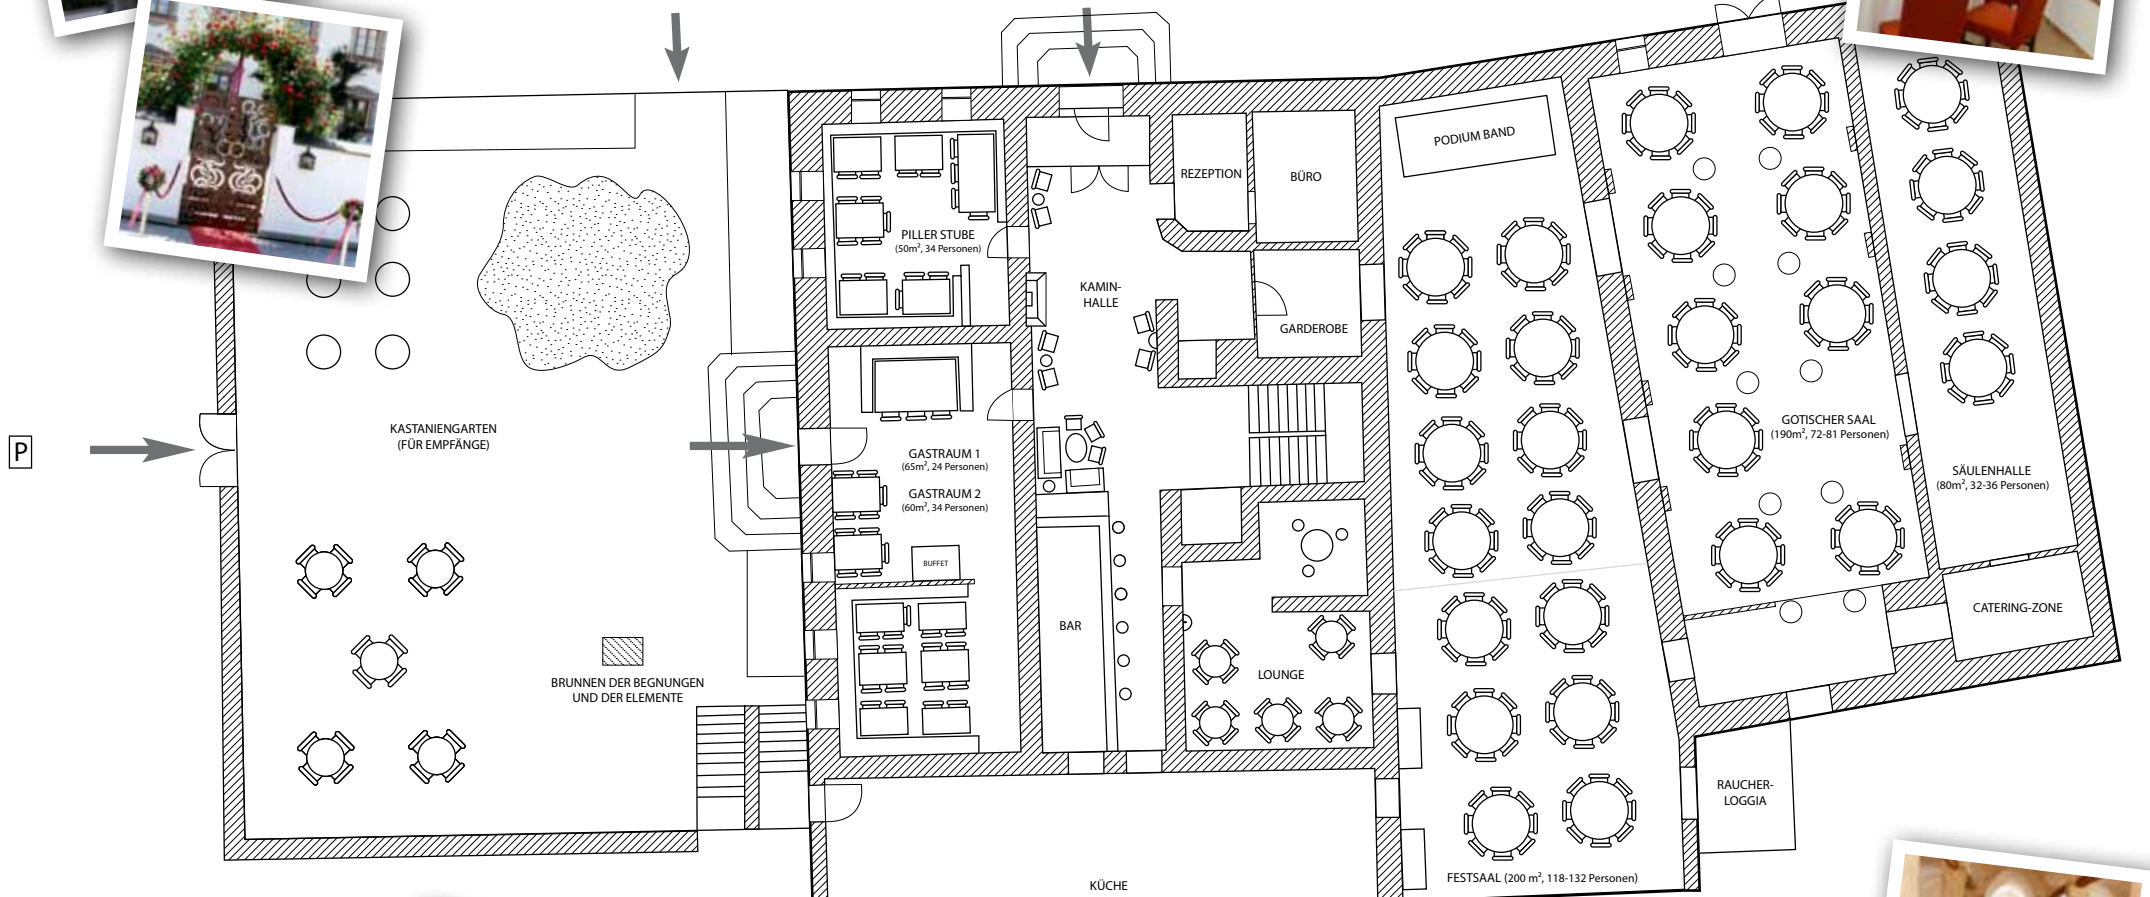 PODIUM BAND
REZEPTION
BÜRO
PILLER STUBE
(50m², 34 Personen)
KAMIN-
HALLE
GARDEROBE
P
KASTANIENGARTEN
(FÜR EMPFÄNGE)
GASTRAUM 1
(65m², 24 Personen)
GASTRAUM 2
(60m², 34 Personen)
BUFFET
GOTISCHER SAAL
(190m², 72-81 Personen)
SÄULENHALLE
(80m², 32-36 Personen)
CATERING-ZONE
BAR
LOUNGE
BRUNNEN DER BEGNUNGEN
UND DER ELEMENTE
RAUCHER-
LOGGIA
KÜCHE
FESTSAAL (200 m², 118-132 Personen)